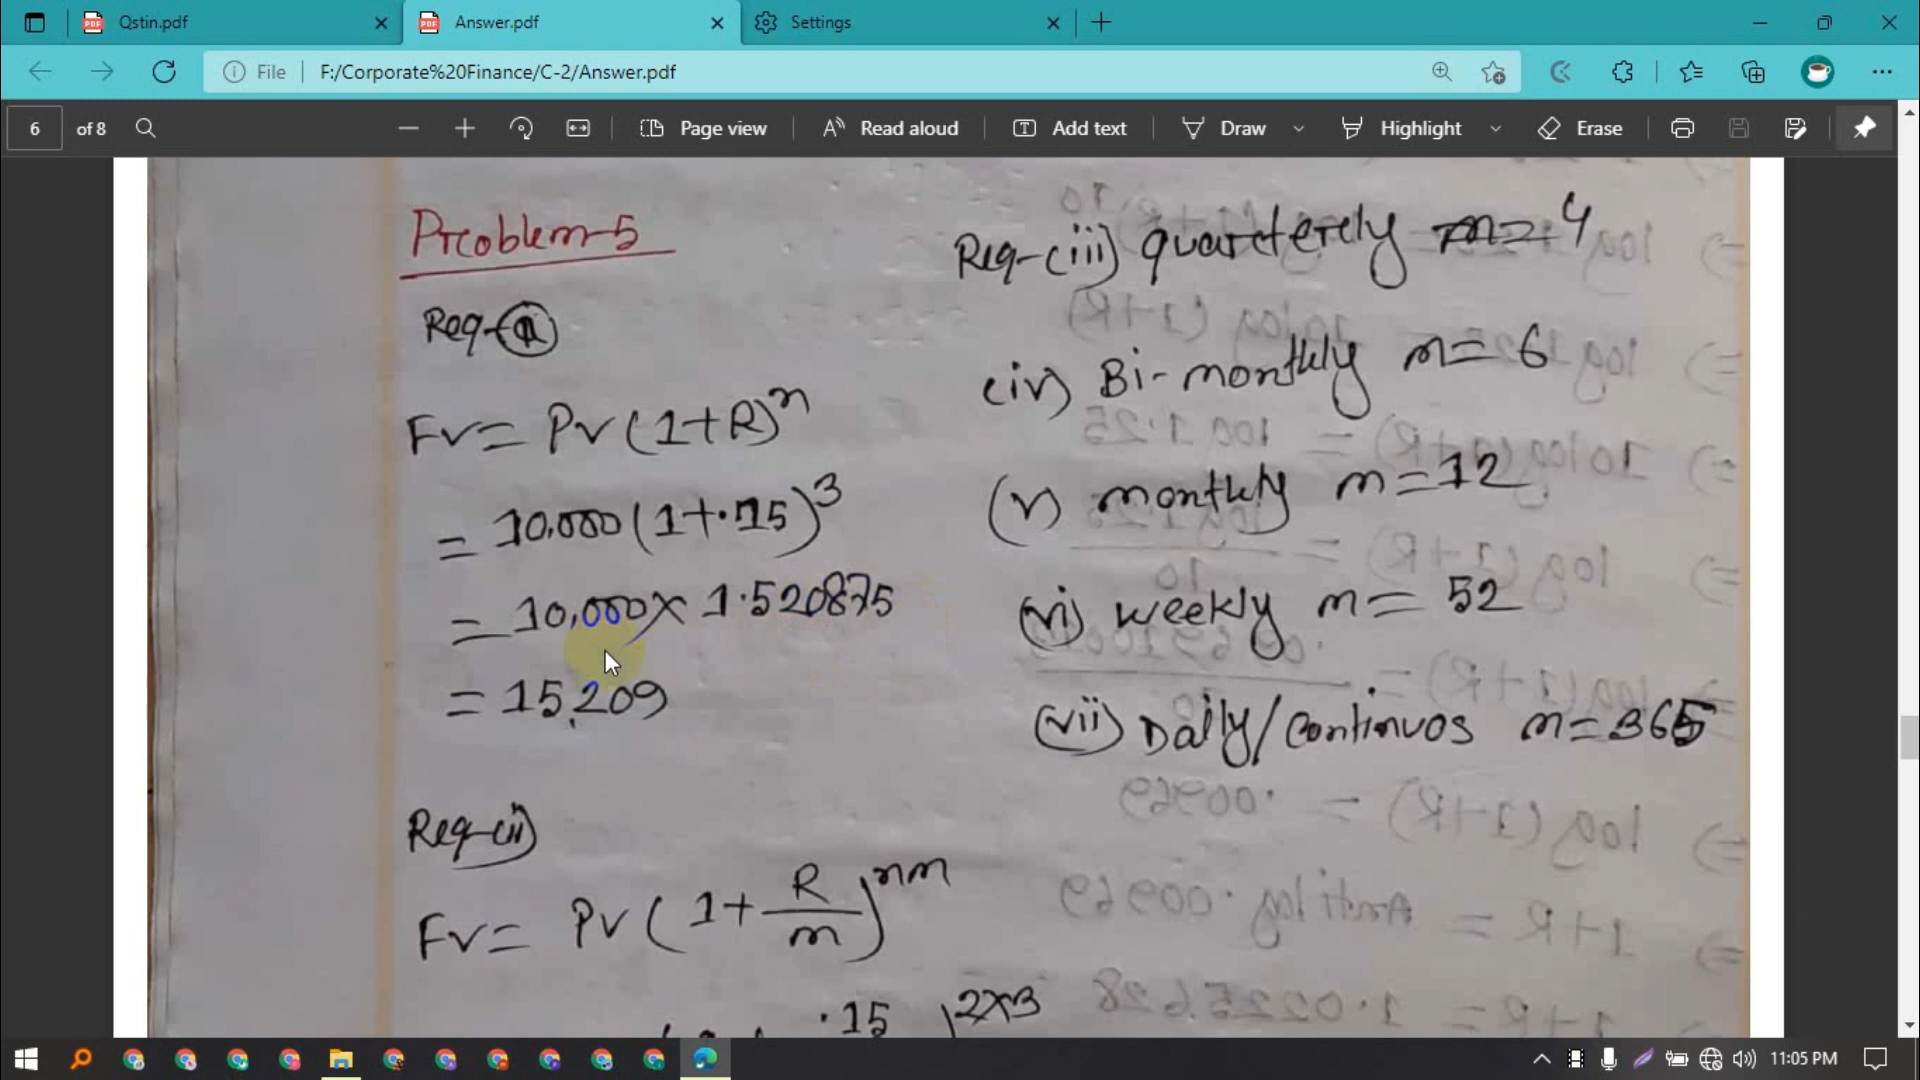 Qstin.pdf
Answer.pdf
Settings
File
F:/Corporate%20Finance/C-2/Answer.pdf
6 of 8
Page view
Read aloud
Add text
Draw
Highlight
Erase
Problem-5
Req-(i)
Fv= Pv(1+R)^n
= 10,000(1+.15)^3
= 10,000 × 1.520875
= 15,209
Req-(ii)
Fv= Pv(1+R/m)^nm
.15 2×3
Req-(iii) quarterely m=4
(iv) Bi-monthly m=6
(v) monthly m=12
(vi) weekly m=52
(vii) Daily/continuos m=365
11:05 PM